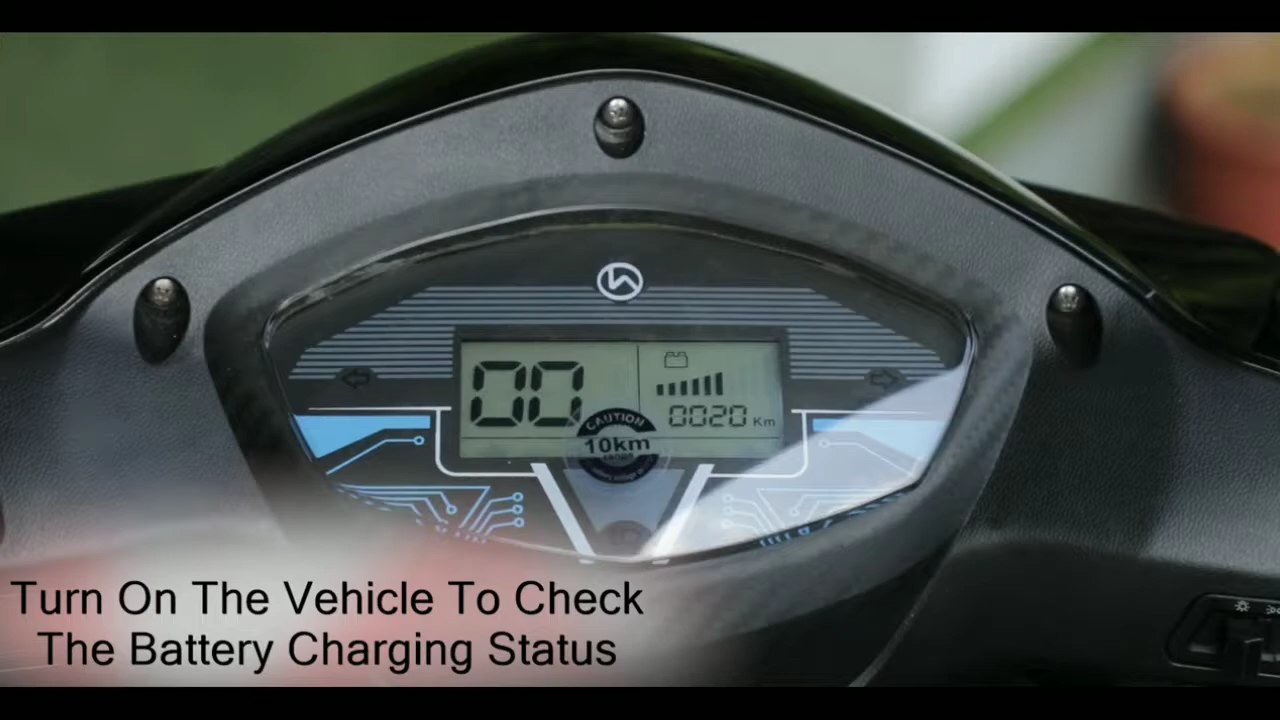 00
0020 Km
CAUTION
10km
Turn On The Vehicle To Check
The Battery Charging Status